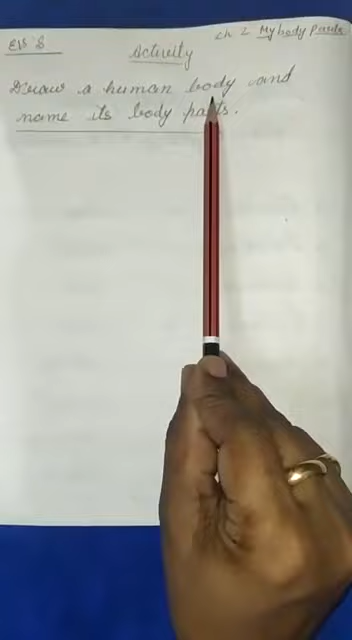 EVS
Ch 2 My body Parts
Activity
Draw a human body and
name its body parts.